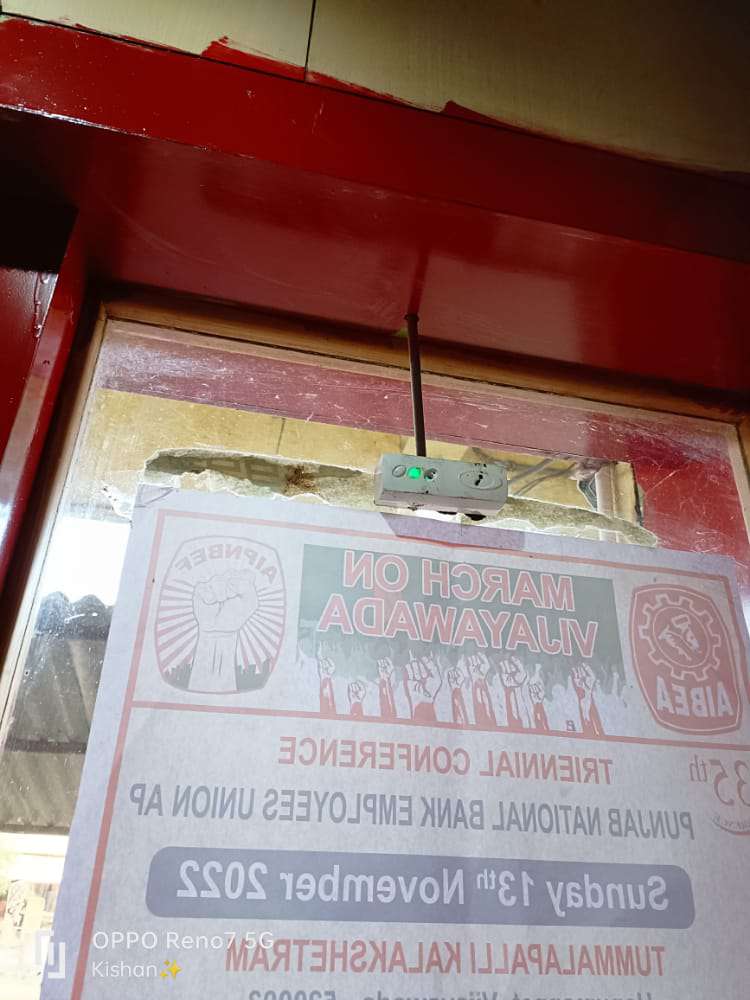 AIPNBEF
MARCH ON
VIJAYAWADA
AIBEA
TRIENNIAL CONFERENCE
35th
PUNJAB NATIONAL BANK EMPLOYEES UNION AP
Sunday 13th November 2022
TUMMALAPALLI KALAKSHETRAM
OPPO Reno7 5G
Kishan✨